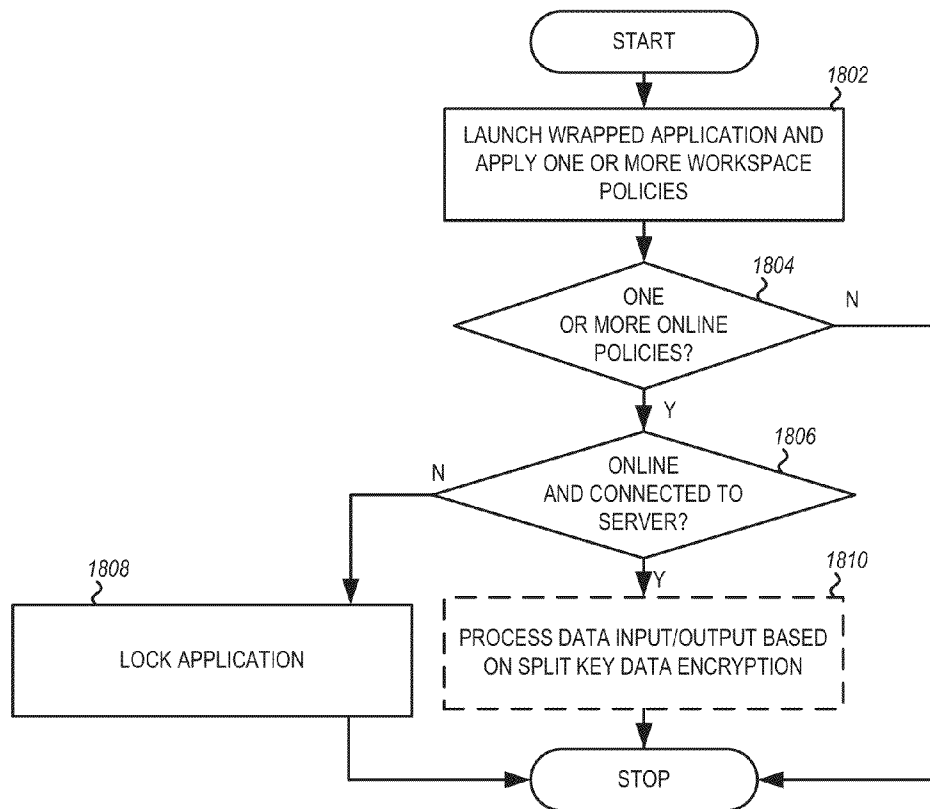 START
1802
LAUNCH WRAPPED APPLICATION AND
APPLY ONE OR MORE WORKSPACE
POLICIES
1804
ONE
OR MORE ONLINE
POLICIES?
N
Y
1806
ONLINE
AND CONNECTED TO
SERVER?
N
Y
1808
LOCK APPLICATION
1810
PROCESS DATA INPUT/OUTPUT BASED
ON SPLIT KEY DATA ENCRYPTION
STOP